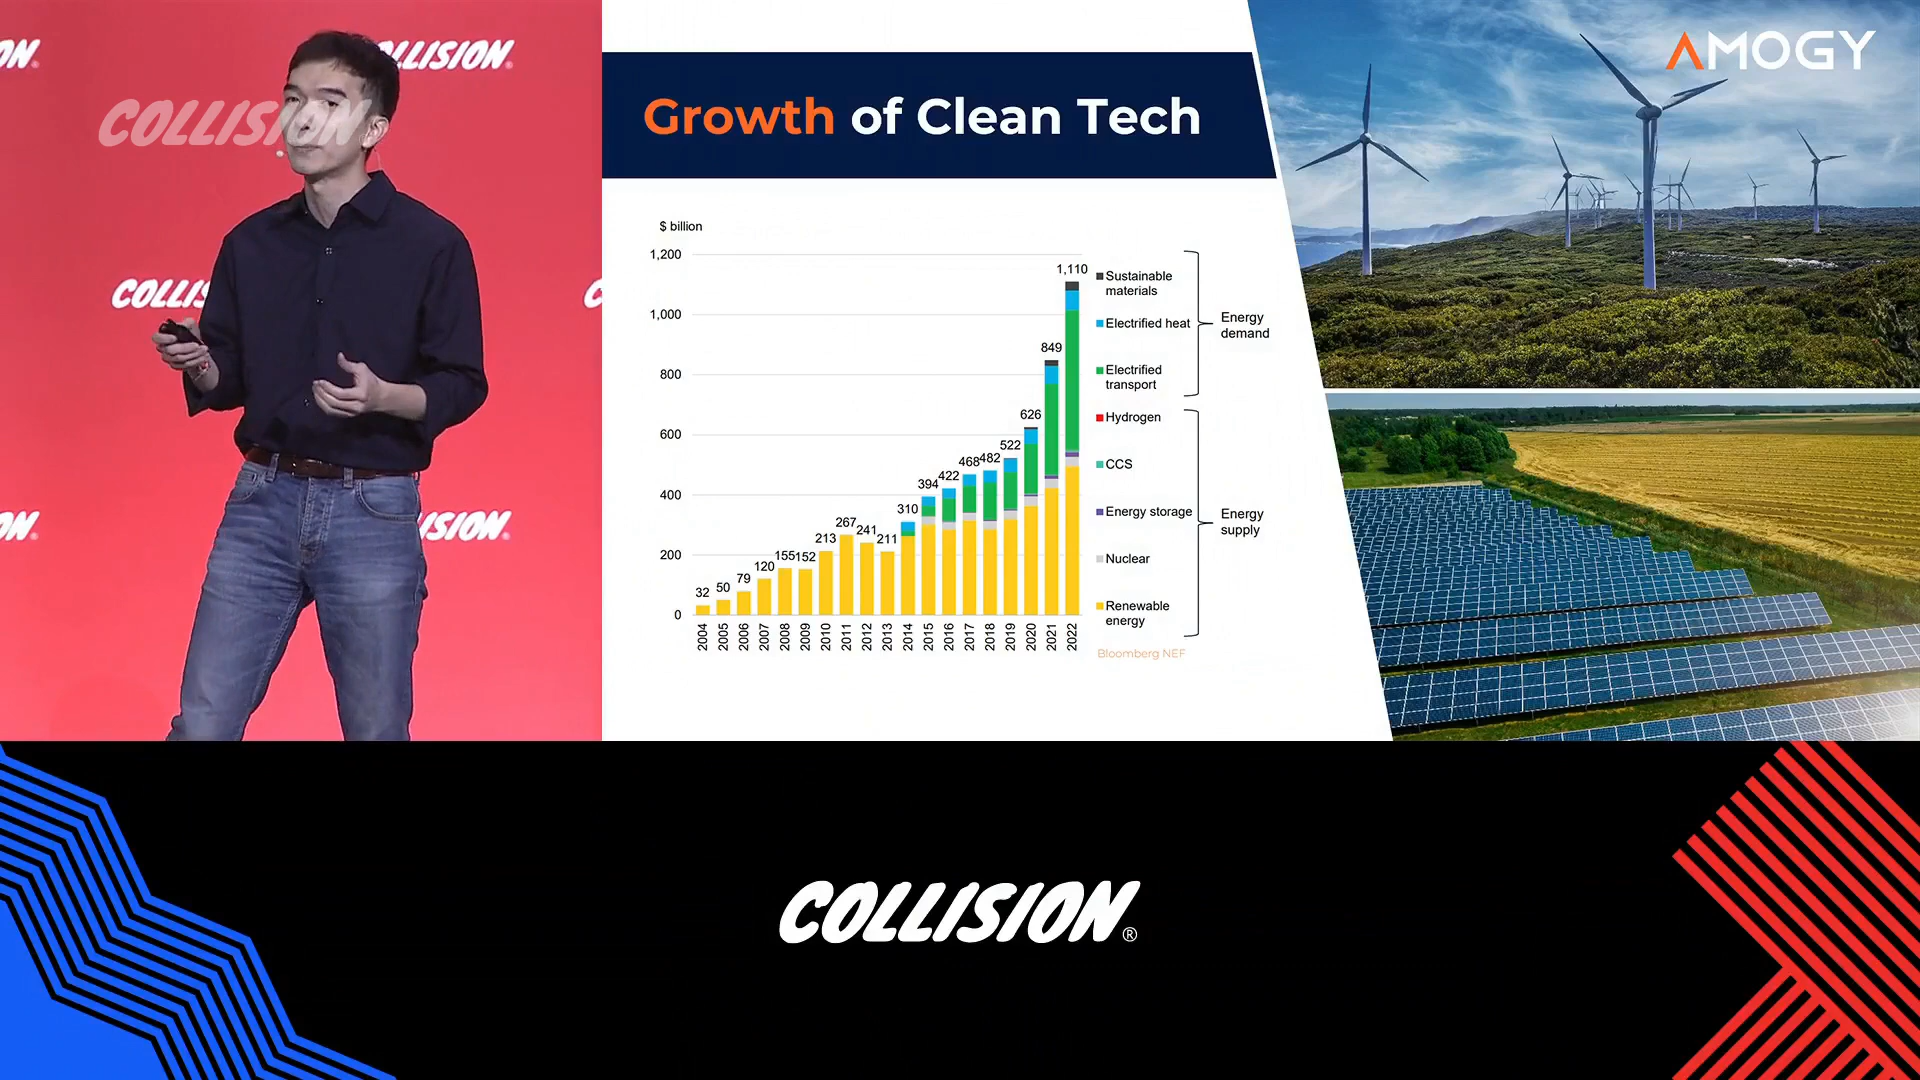 ON.
COLLISION.
COLLISION
COLLIS
C
ON.
LISION.
AMOGY
Growth of Clean Tech
$ billion
1,200
1,000
800
600
400
200
0
32
50
79
120
155
152
213
267
241
211
310
394
422
468
482
522
626
849
1,110
2004
2005
2006
2007
2008
2009
2010
2011
2012
2013
2014
2015
2016
2017
2018
2019
2020
2021
2022
Sustainable
materials
Electrified heat
Electrified
transport
Energy
demand
Hydrogen
CCS
Energy storage
Nuclear
Renewable
energy
Energy
supply
Bloomberg NEF
COLLISION®